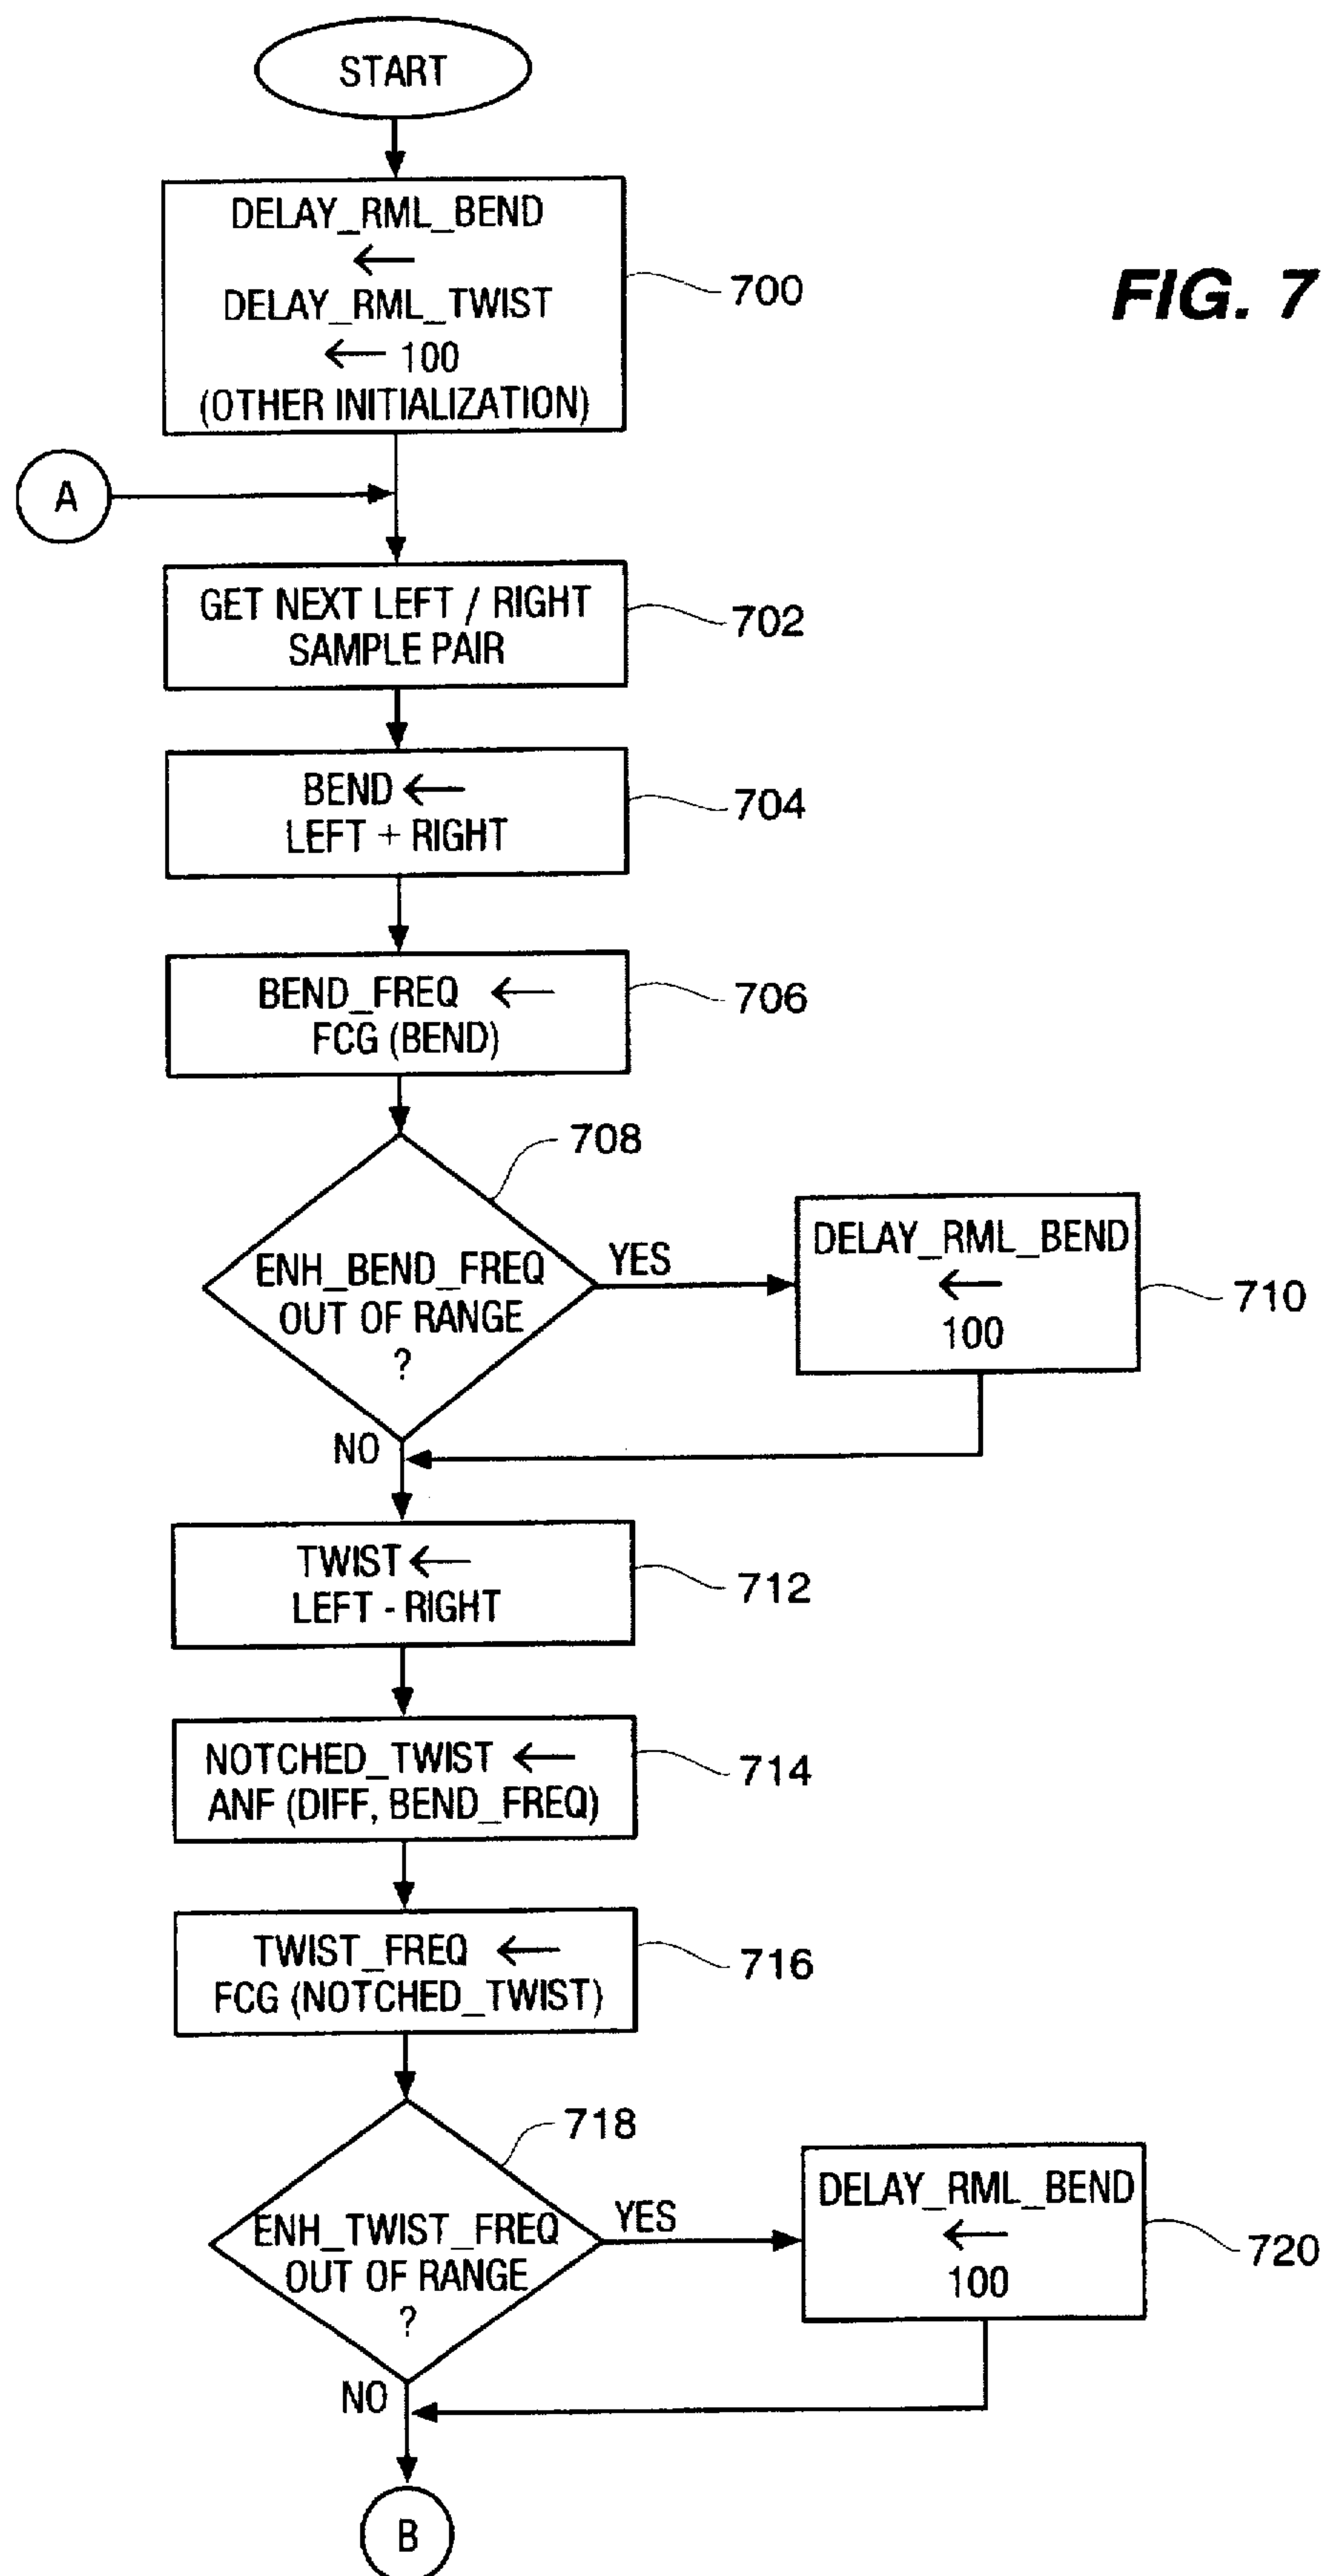 START
DELAY_RML_BEND
←
DELAY_RML_TWIST
← 100
(OTHER INITIALIZATION)
700
FIG. 7
A
GET NEXT LEFT / RIGHT
SAMPLE PAIR
702
BEND ←
LEFT + RIGHT
704
BEND_FREQ ←
FCG (BEND)
706
708
ENH_BEND_FREQ
OUT OF RANGE
?
YES
NO
DELAY_RML_BEND
←
100
710
TWIST ←
LEFT - RIGHT
712
NOTCHED_TWIST ←
ANF (DIFF, BEND_FREQ)
714
TWIST_FREQ ←
FCG (NOTCHED_TWIST)
716
718
ENH_TWIST_FREQ
OUT OF RANGE
?
YES
NO
DELAY_RML_BEND
←
100
720
B